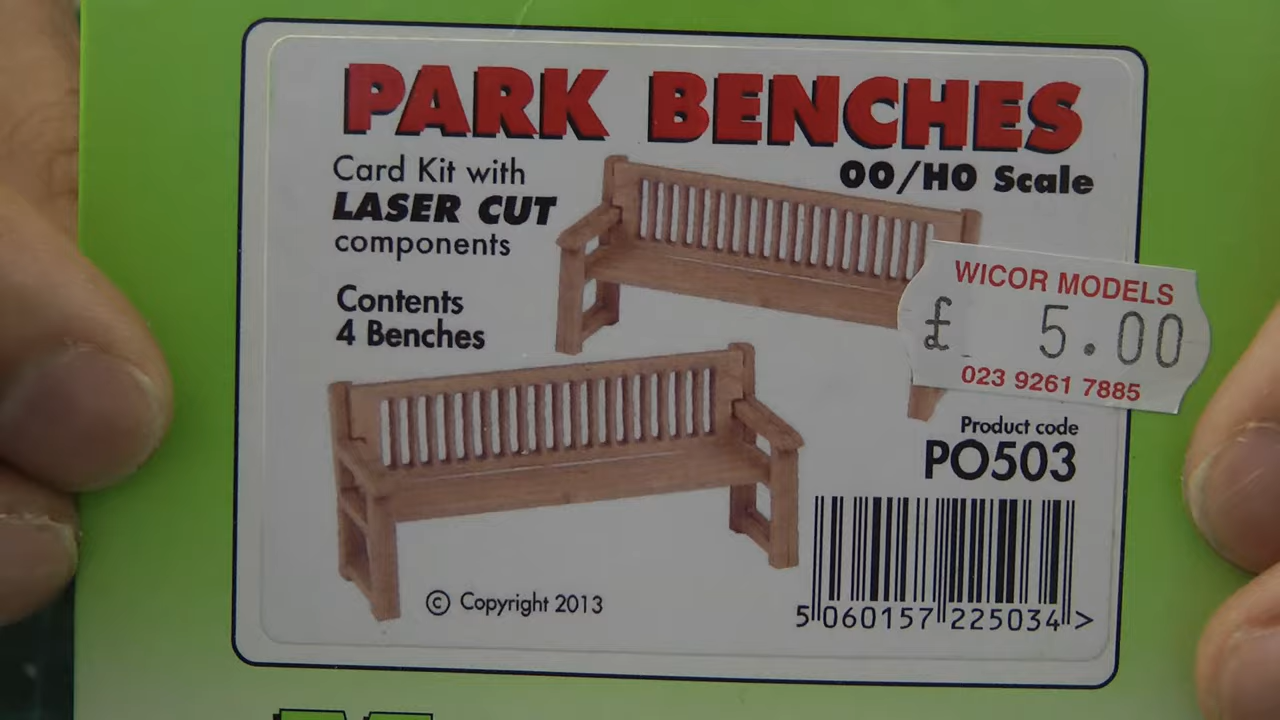 PARK BENCHES
OO/HO Scale
Card Kit with
LASER CUT
components
Contents
4 Benches
WICOR MODELS
£ 5.00
023 9261 7885
Product code
PO503
© Copyright 2013
5 060157 225034 >